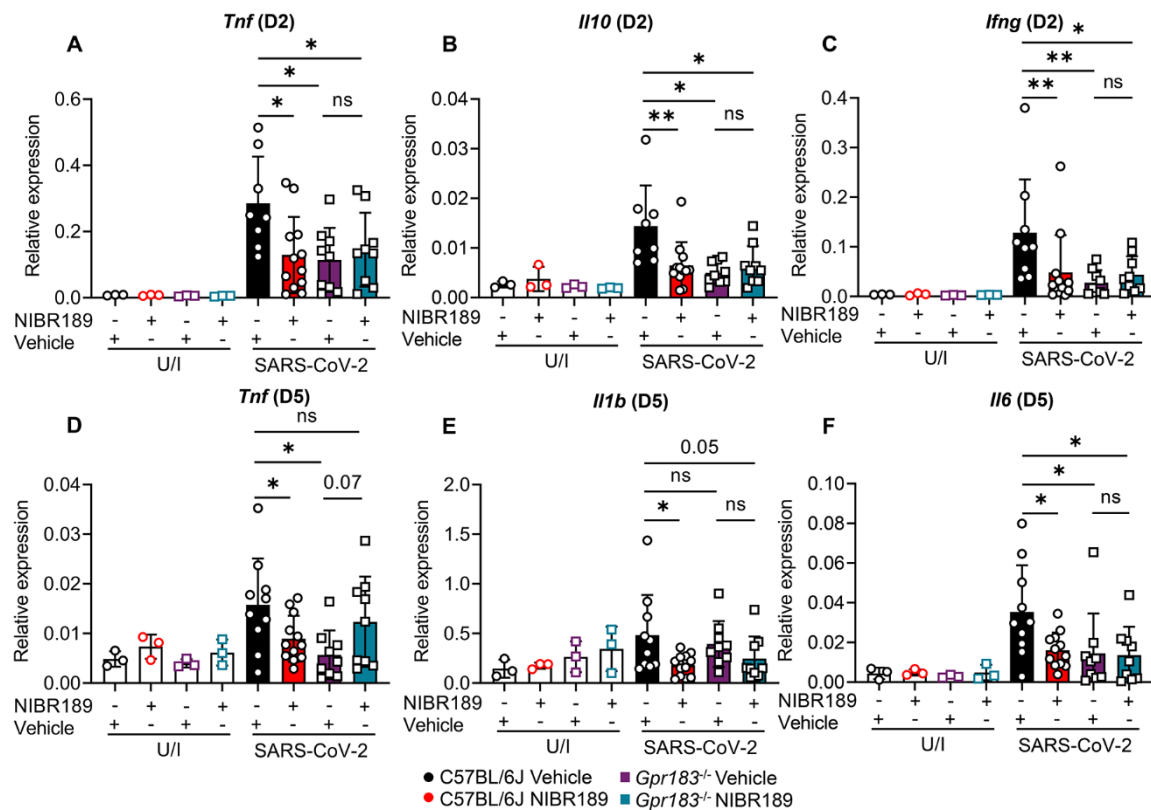 Tnf (D2)
Il10 (D2)
Ifng (D2)
A
B
C
*
*
*
ns
*
*
**
ns
*
**
**
ns
Relative expression
0.6
0.4
0.2
0.0
Relative expression
0.04
0.03
0.02
0.01
0.00
Relative expression
0.4
0.3
0.2
0.1
0.0
NIBR189 - + - + - + - +
Vehicle + - + - + - + -
U/I SARS-CoV-2
NIBR189 - + - + - + - +
Vehicle + - + - + - + -
U/I SARS-CoV-2
NIBR189 - + - + - + - +
Vehicle + - + - + - + -
U/I SARS-CoV-2
Tnf (D5)
Il1b (D5)
Il6 (D5)
D
E
F
ns
*
*
0.07
0.05
ns
*
ns
*
*
*
ns
Relative expression
0.04
0.03
0.02
0.01
0.00
Relative expression
2.0
1.5
1.0
0.5
0.0
Relative expression
0.10
0.08
0.06
0.04
0.02
0.00
NIBR189 - + - + - + - +
Vehicle + - + - + - + -
U/I SARS-CoV-2
NIBR189 - + - + - + - +
Vehicle + - + - + - + -
U/I SARS-CoV-2
NIBR189 - + - + - + - +
Vehicle + - + - + - + -
U/I SARS-CoV-2
C57BL/6J Vehicle
Gpr183-/- Vehicle
C57BL/6J NIBR189
Gpr183-/- NIBR189